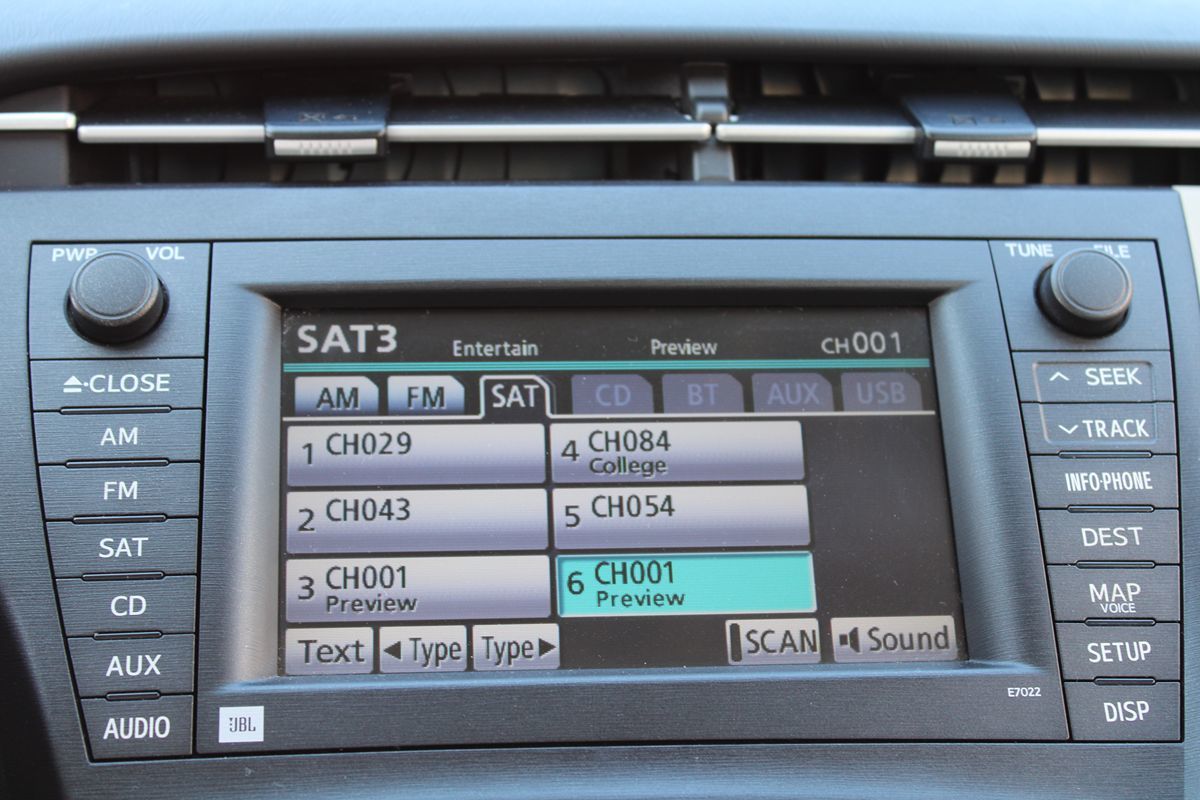 PWR VOL
TUNE FILE
⏏·CLOSE
AM
FM
SAT
CD
AUX
AUDIO
SAT3 Entertain Preview CH001
AM FM SAT CD BT AUX USB
1 CH029
4 CH084
College
2 CH043
5 CH054
3 CH001
Preview
6 CH001
Preview
Text ◀Type Type▶ SCAN Sound
JBL
E7022
SEEK
TRACK
INFO·PHONE
DEST
MAP
VOICE
SETUP
DISP